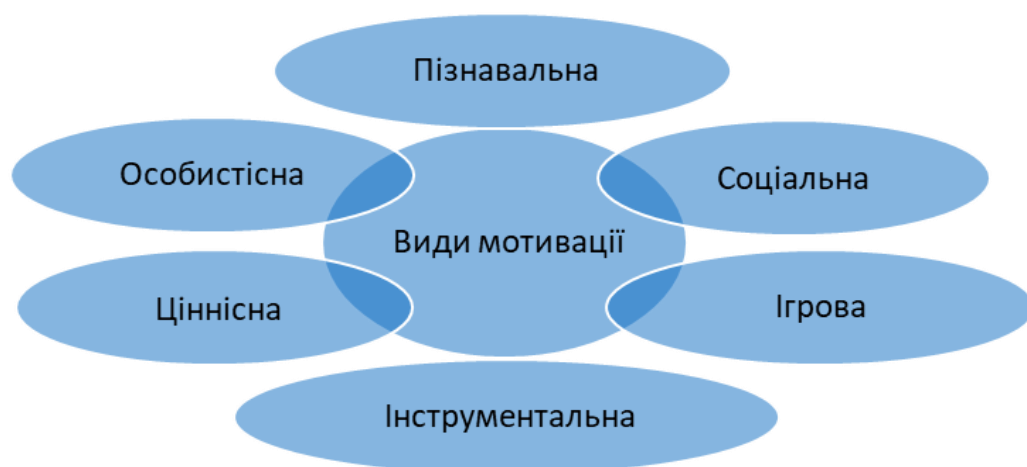 Пізнавальна
Особистісна
Соціальна
Види мотивації
Ціннісна
Ігрова
Інструментальна